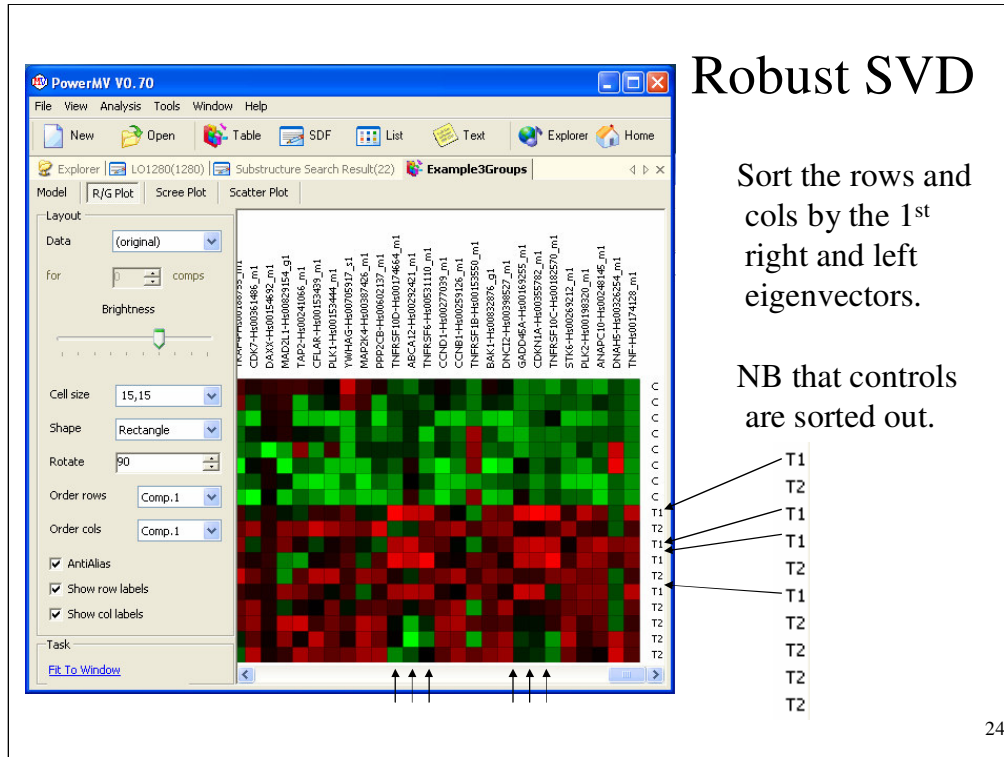 Robust SVD
PowerMV V0.70
File View Analysis Tools Window Help
New Open Table SDF List Text Explorer Home
Explorer LO1280(1280) Substructure Search Result(22) Example3Groups
Model R/G Plot Scree Plot Scatter Plot
Layout
Data (original)
for 0 comps
Brightness
Cell size 15,15
Shape Rectangle
Rotate 90
Order rows Comp.1
Order cols Comp.1
AntiAlias
Show row labels
Show col labels
Task
Fit To Window
CDK7-Hs00361486_m1
DAXX-Hs00154692_m1
MAD2L1-Hs00829154_g1
TAP2-Hs00241066_m1
CFLAR-Hs00153439_m1
PLK1-Hs00153444_m1
YWHAG-Hs00705917_s1
MAP2K4-Hs00387426_m1
PPP2CB-Hs00602137_m1
TNFRSF10D-Hs00174664_m1
ABCA12-Hs00292421_m1
TNFRSF6-Hs00531110_m1
CCND1-Hs00277039_m1
CCNB1-Hs00259126_m1
TNFRSF1B-Hs00153550_m1
BAK1-Hs00832876_g1
DNCI2-Hs00398527_m1
GADD45A-Hs00169255_m1
CDKN1A-Hs00355782_m1
TNFRSF10C-Hs00182570_m1
STK6-Hs00269212_m1
PLK2-Hs00198320_m1
ANAPC10-Hs00248145_m1
DNAH5-Hs00326254_m1
TNF-Hs00174128_m1
C
C
C
C
C
C
C
C
T1
T2
T1
T1
T2
T1
T2
T2
T2
T2
Sort the rows and
cols by the 1st
right and left
eigenvectors.
NB that controls
are sorted out.
T1
T2
T1
T1
T2
T1
T2
T2
T2
T2
24